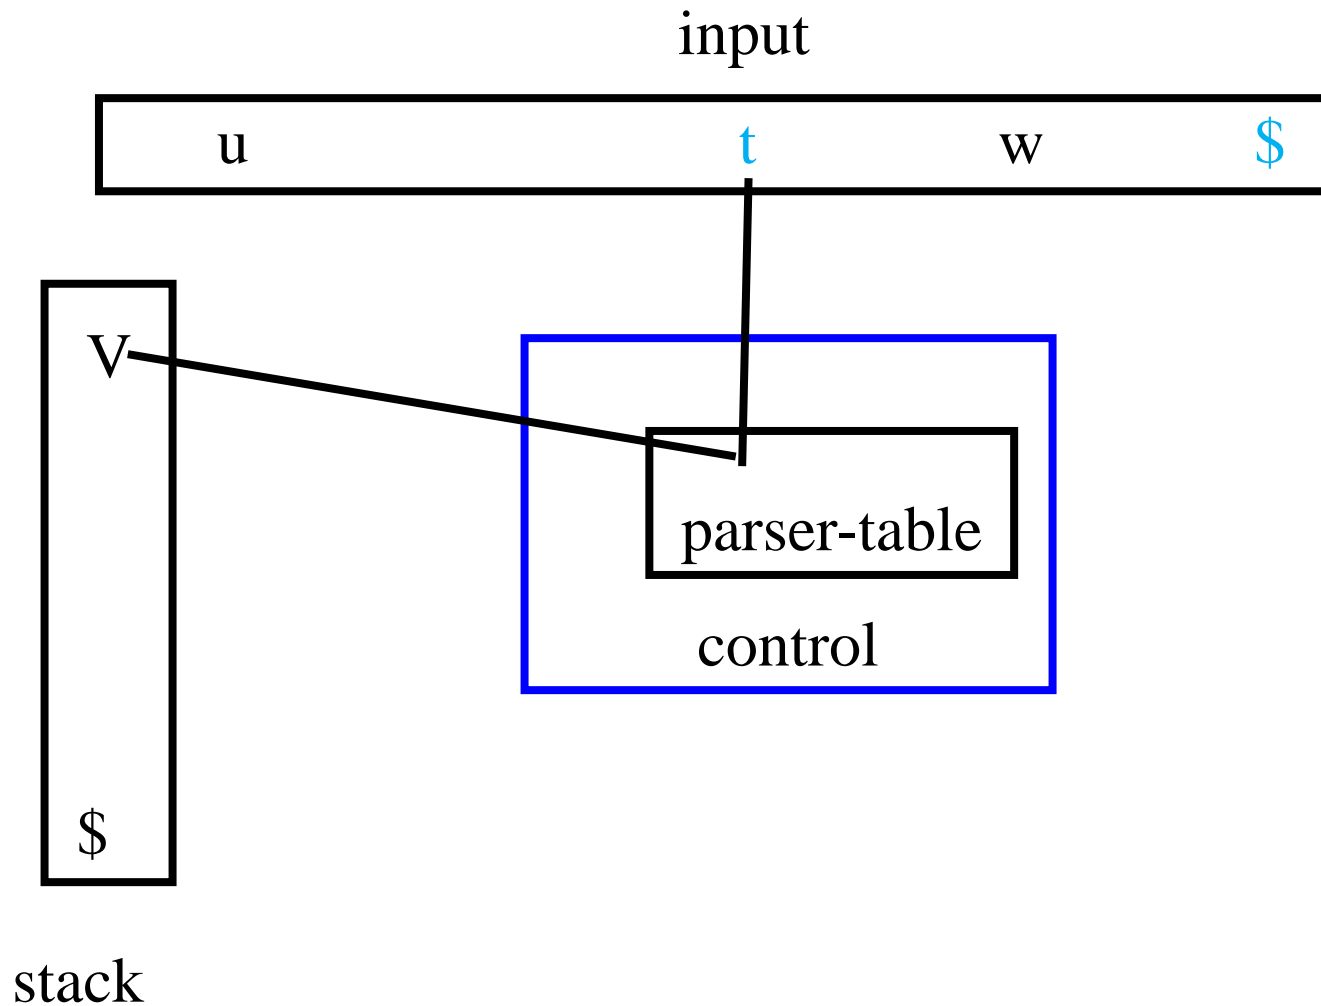 input
u t w $
V
parser-table
control
$
stack